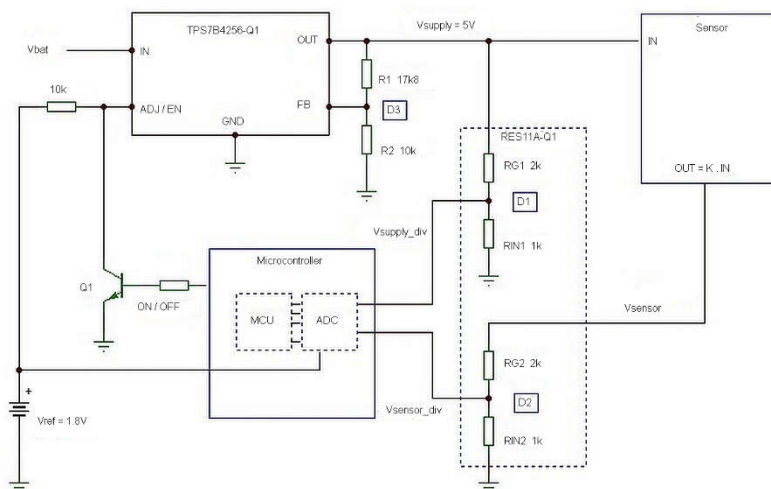 TPS7B4256-Q1
Vbat
IN
OUT
Vsupply = 5V
IN
Sensor
R1 17k8
10k
ADJ / EN
FB
D3
GND
R2 10k
RES11A-Q1
RG1 2k
OUT = K . IN
D1
Vsupply_div
RIN1 1k
Microcontroller
Q1
ON / OFF
MCU
ADC
Vsensor
RG2 2k
+
Vref = 1.8V
Vsensor_div
D2
RIN2 1k